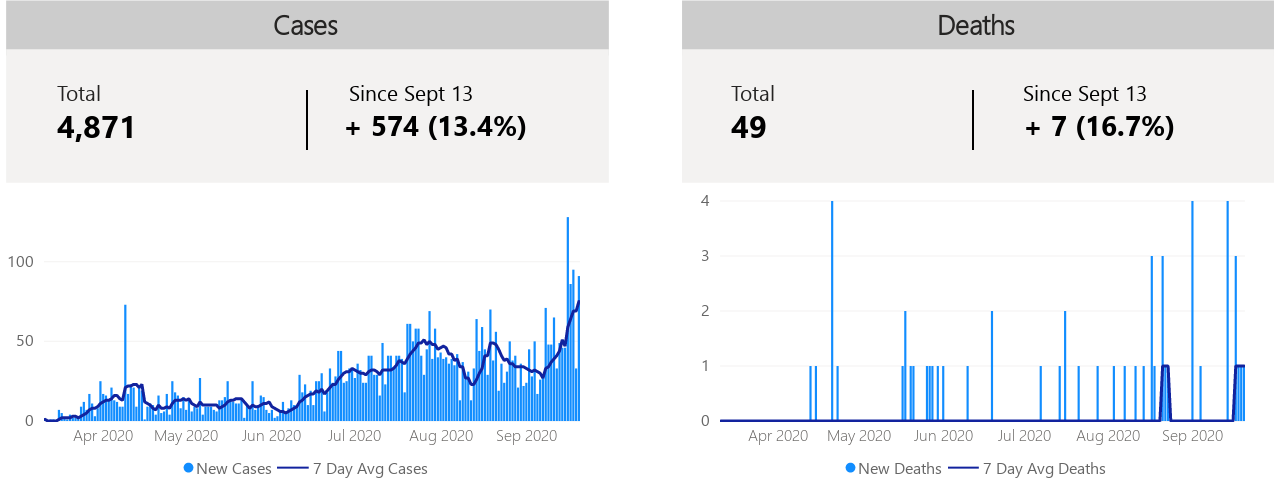 Cases
Total
4,871
Since Sept 13
+ 574 (13.4%)
100
50
0
Apr 2020 May 2020 Jun 2020 Jul 2020 Aug 2020 Sep 2020
New Cases 7 Day Avg Cases
Deaths
Total
49
Since Sept 13
+ 7 (16.7%)
4
3
2
1
0
Apr 2020 May 2020 Jun 2020 Jul 2020 Aug 2020 Sep 2020
New Deaths 7 Day Avg Deaths